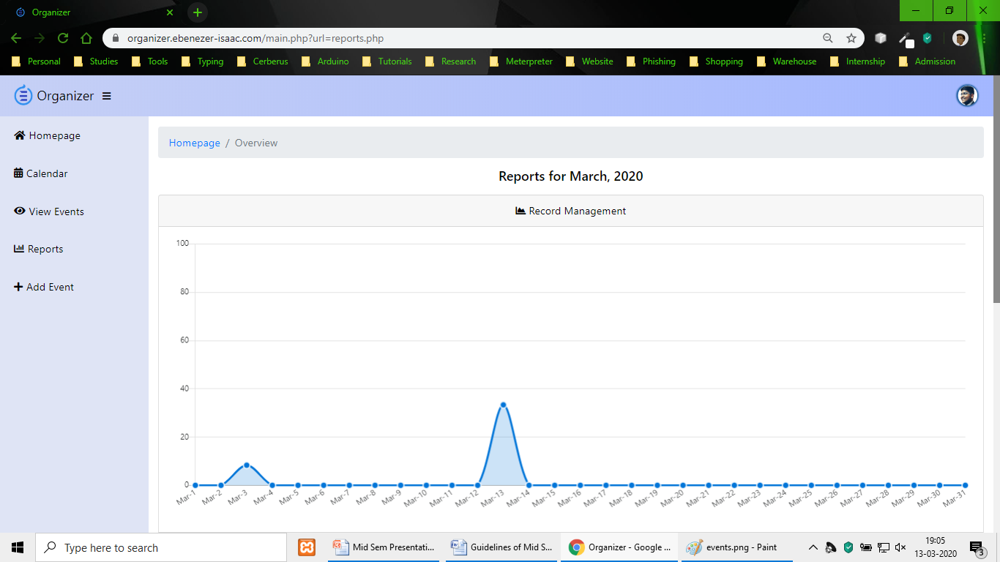 Organizer
organizer.ebenezer-isaac.com/main.php?url=reports.php
Personal Studies Tools Typing Cerberus Arduino Tutorials Research Meterpreter Website Phishing Shopping Warehouse Internship Admission
Organizer
Homepage
Calendar
View Events
Reports
Add Event
Homepage / Overview
Reports for March, 2020
Record Management
100
80
60
40
20
0
Mar-1 Mar-2 Mar-3 Mar-4 Mar-5 Mar-6 Mar-7 Mar-8 Mar-9 Mar-10 Mar-11 Mar-12 Mar-13 Mar-14 Mar-15 Mar-16 Mar-17 Mar-18 Mar-19 Mar-20 Mar-21 Mar-22 Mar-23 Mar-24 Mar-25 Mar-26 Mar-27 Mar-28 Mar-29 Mar-30 Mar-31
Type here to search
Mid Sem Presentati...
Guidelines of Mid S...
Organizer - Google ...
events.png - Paint
19:05
13-03-2020
3